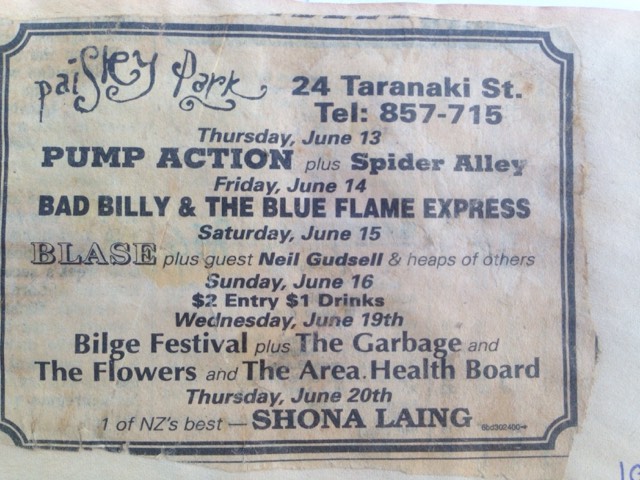 paisley park
24 Taranaki St.
Tel: 857-715
Thursday, June 13
PUMP ACTION plus Spider Alley
Friday, June 14
BAD BILLY & THE BLUE FLAME EXPRESS
Saturday, June 15
BLASE plus guest Neil Gudsell & heaps of others
Sunday, June 16
$2 Entry $1 Drinks
Wednesday, June 19th
Bilge Festival plus The Garbage and
The Flowers and The Area.Health Board
Thursday, June 20th
1 of NZ's best — SHONA LAING